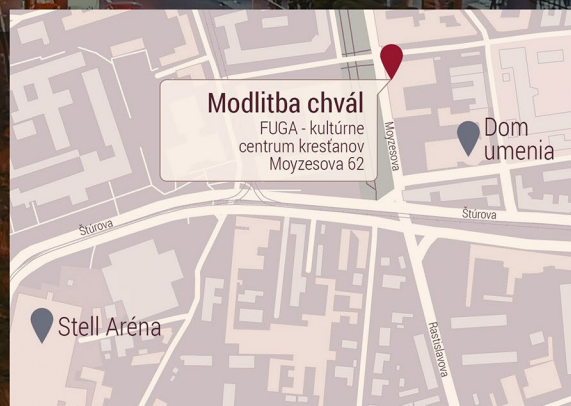 Modlitba chvál
FUGA - kultúrne
centrum kresťanov
Moyzesova 62
Moyzesova
Dom
umenia
Štúrova
Štúrova
Stell Aréna
Rastislavova